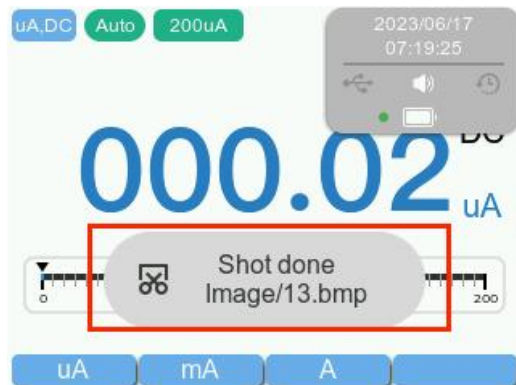 uA,DC Auto 200uA
2023/06/17
07:19:25
DC
000.02
uA
Shot done
Image/13.bmp
0
200
uA mA A